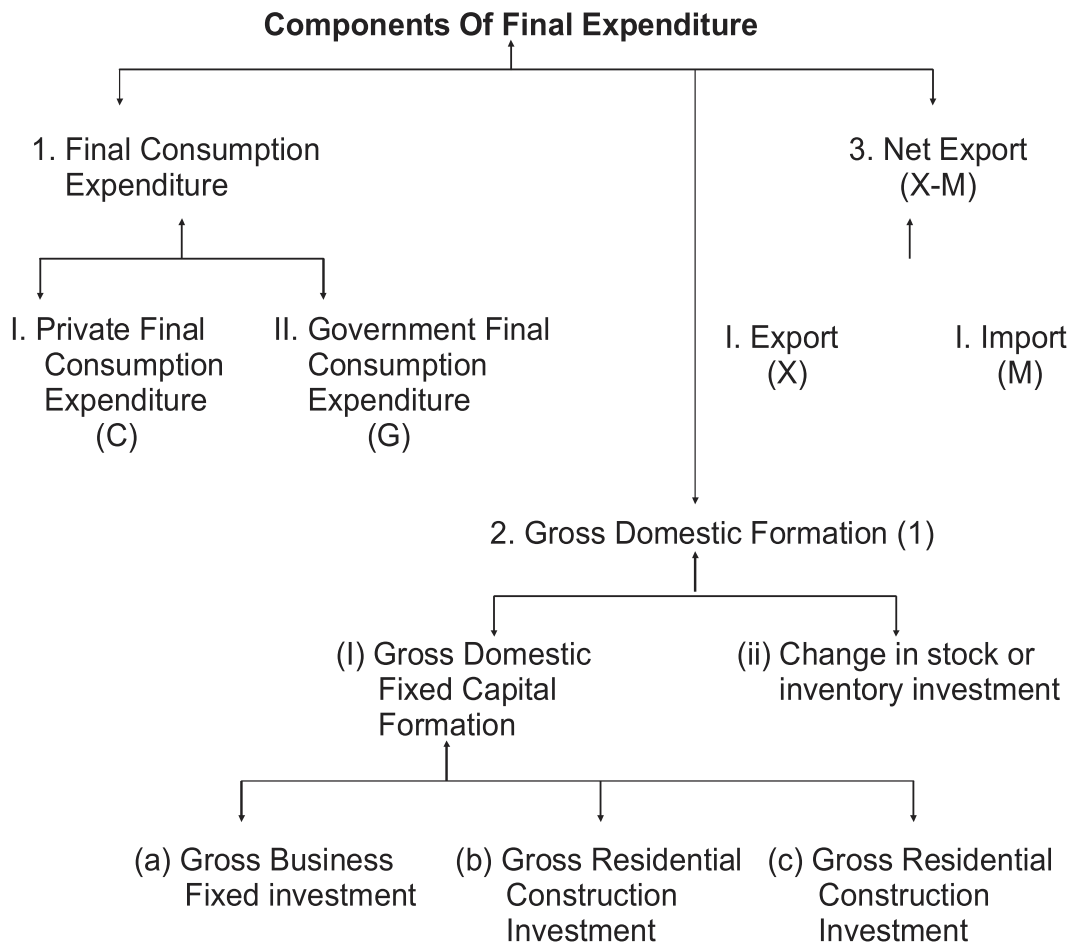 Components Of Final Expenditure
1. Final Consumption
Expenditure
3. Net Export
(X-M)
I. Private Final
Consumption
Expenditure
(C)
II. Government Final
Consumption
Expenditure
(G)
I. Export
(X)
I. Import
(M)
2. Gross Domestic Formation (1)
(I) Gross Domestic
Fixed Capital
Formation
(ii) Change in stock or
inventory investment
(a) Gross Business
Fixed investment
(b) Gross Residential
Construction
Investment
(c) Gross Residential
Construction
Investment